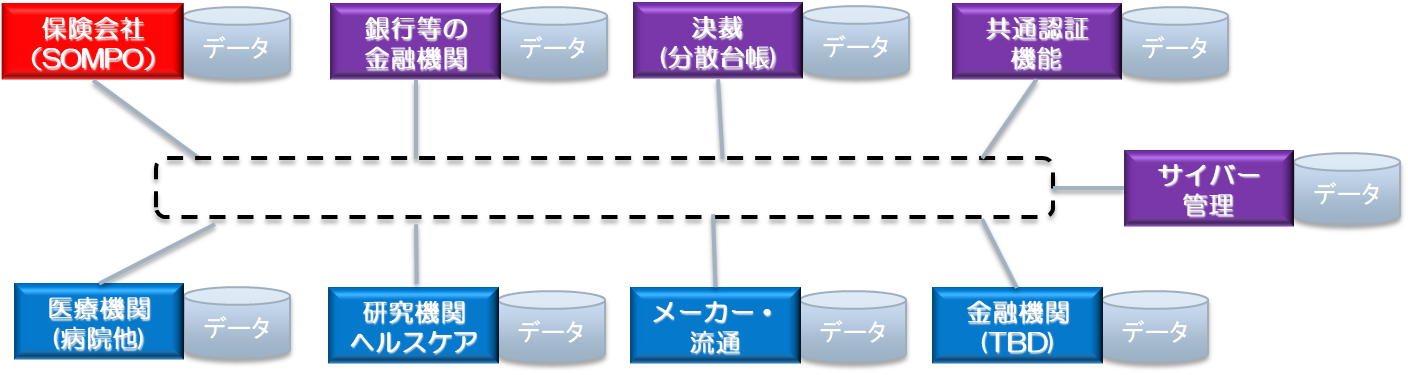 保険会社
（SOMPO）
データ
銀行等の
金融機関
データ
決裁
(分散台帳)
データ
共通認証
機能
データ
サイバー
管理
データ
医療機関
(病院他)
データ
研究機関
ヘルスケア
データ
メーカー・
流通
データ
金融機関
(TBD)
データ